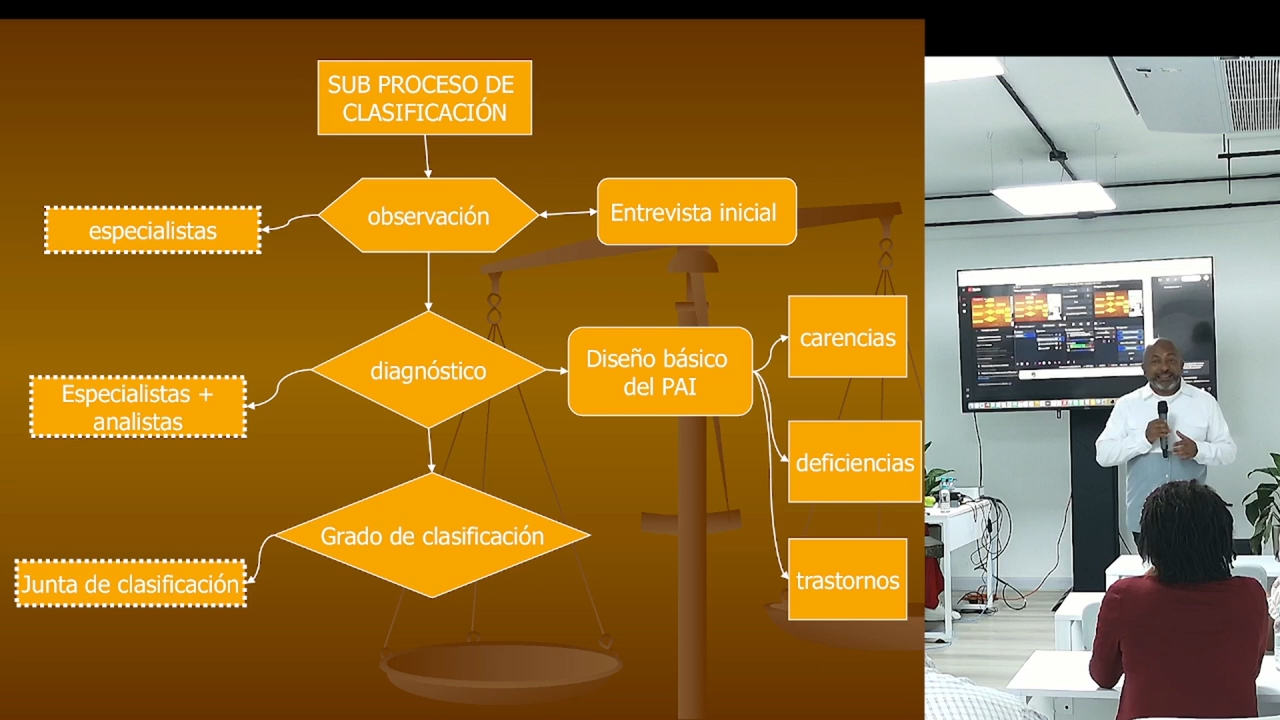 SUB PROCESO DE
CLASIFICACIÓN
observación
Entrevista inicial
especialistas
diagnóstico
Diseño básico
del PAI
carencias
Especialistas +
analistas
deficiencias
Grado de clasificación
Junta de clasificación
trastornos